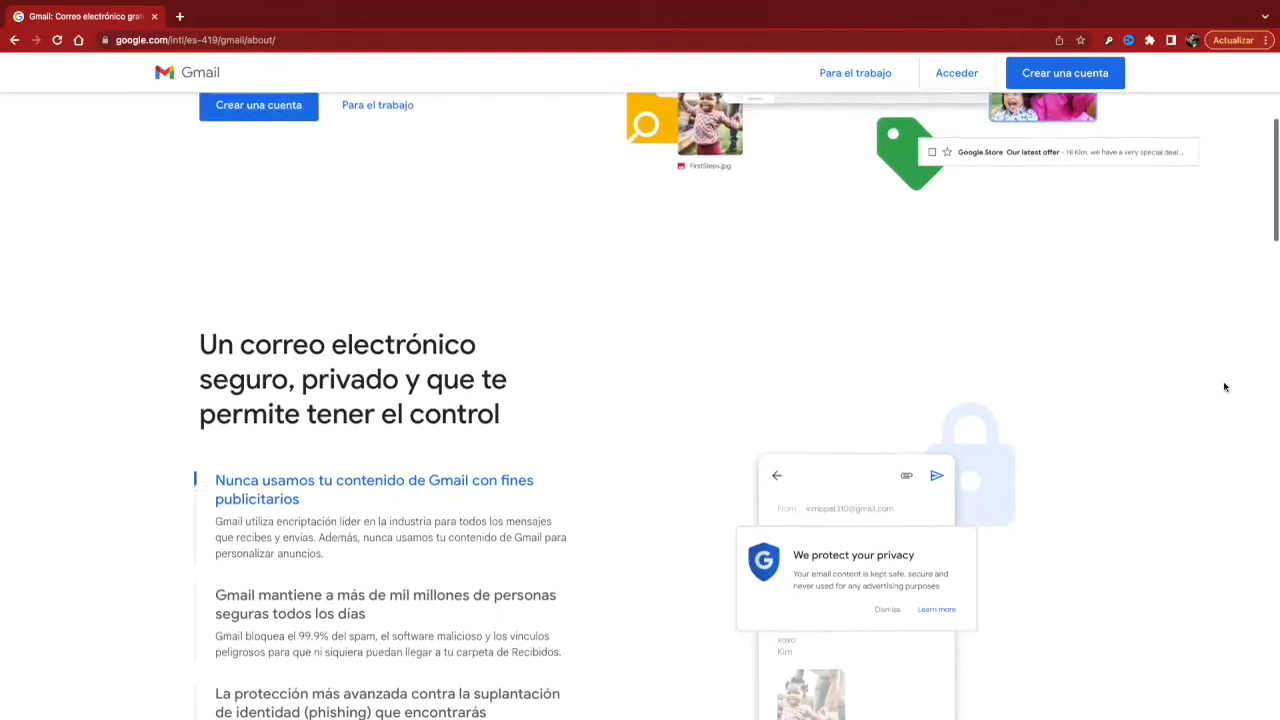 Gmail: Correo electrónico grat
google.com/intl/es-419/gmail/about/
Actualizar
Gmail
Para el trabajo
Acceder
Crear una cuenta
Crear una cuenta
Para el trabajo
FirstSteps.jpg
Google Store Our latest offer - Hi Kim, we have a very special deal...
Un correo electrónico
seguro, privado y que te
permite tener el control
Nunca usamos tu contenido de Gmail con fines
publicitarios
Gmail utiliza encriptación líder en la industria para todos los mensajes
que recibes y envías. Además, nunca usamos tu contenido de Gmail para
personalizar anuncios.
Gmail mantiene a más de mil millones de personas
seguras todos los días
Gmail bloquea el 99.9% del spam, el software malicioso y los vínculos
peligrosos para que ni siquiera puedan llegar a tu carpeta de Recibidos.
La protección más avanzada contra la suplantación
de identidad (phishing) que encontrarás
From kimbpat310@gmail.com
We protect your privacy
Your email content is kept safe, secure and
never used for any advertising purposes
Dismiss
Learn more
xoxo
Kim